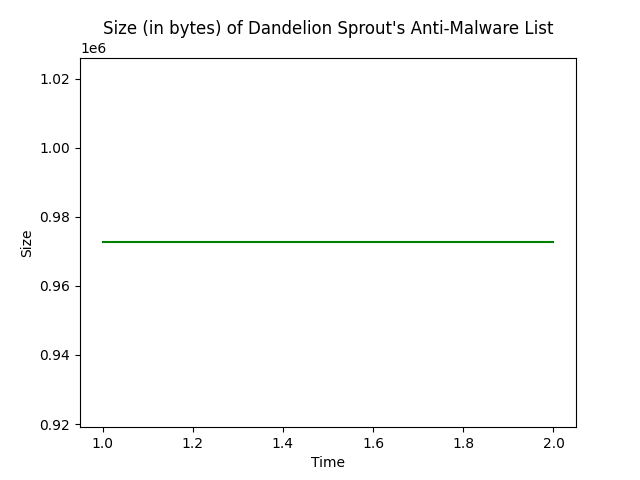 Size (in bytes) of Dandelion Sprout's Anti-Malware List
1e6
1.02
1.00
0.98
0.96
0.94
0.92
Size
1.0 1.2 1.4 1.6 1.8 2.0
Time